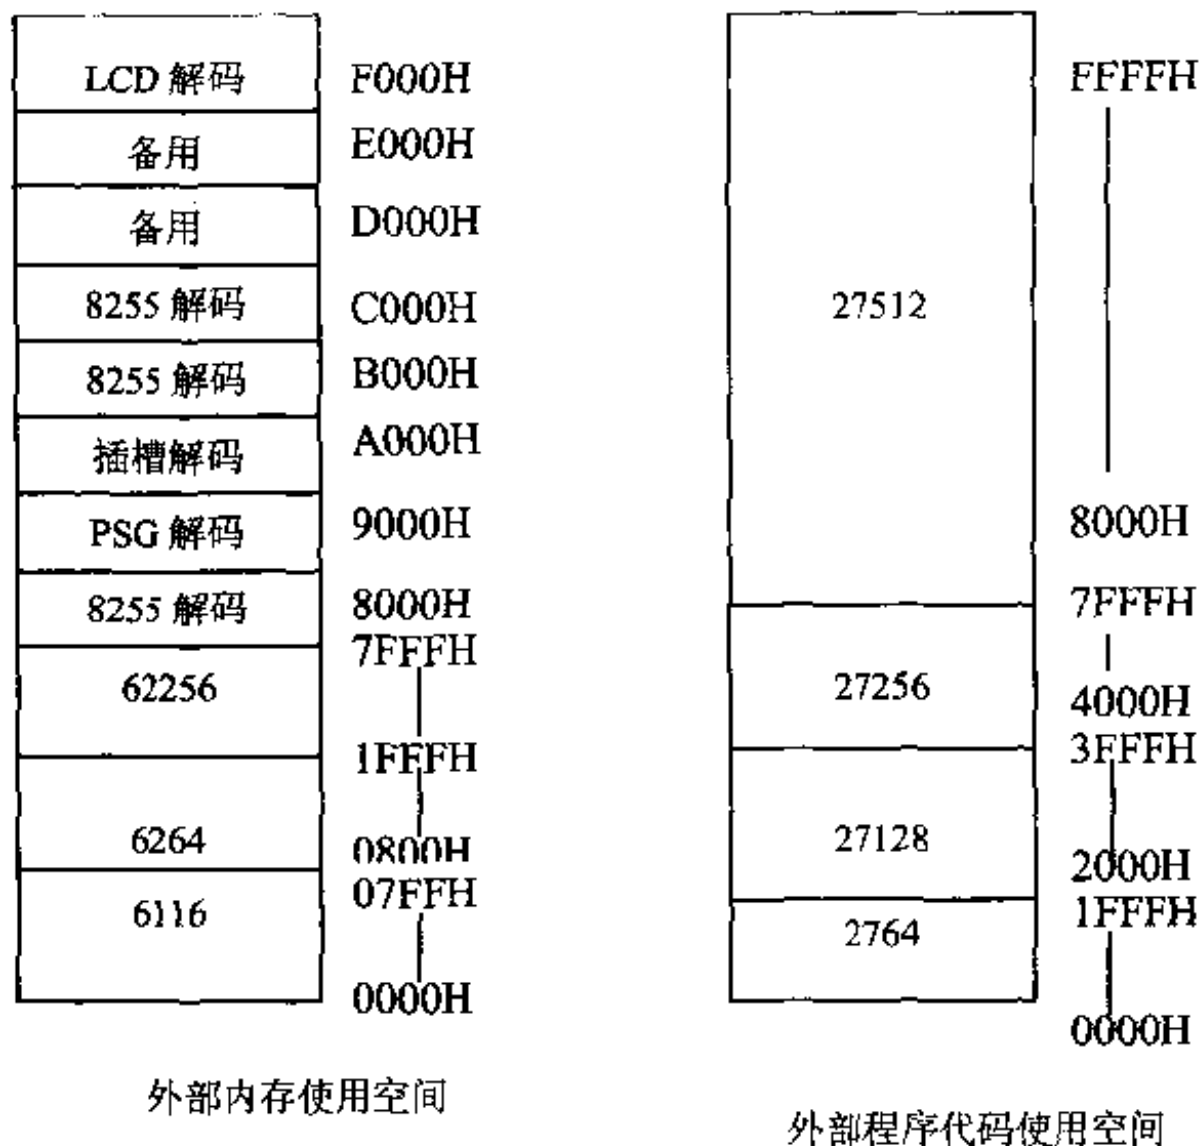 LCD 解码 F000H
备用 E000H
备用 D000H
8255 解码 C000H
8255 解码 B000H
插槽解码 A000H
PSG 解码 9000H
8255 解码 8000H
7FFFH
62256
1FFFH
6264 0800H
07FFH
6116
0000H
外部内存使用空间
FFFFH
27512
8000H
7FFFH
27256 4000H
3FFFH
27128
2000H
1FFFH
2764
0000H
外部程序代码使用空间